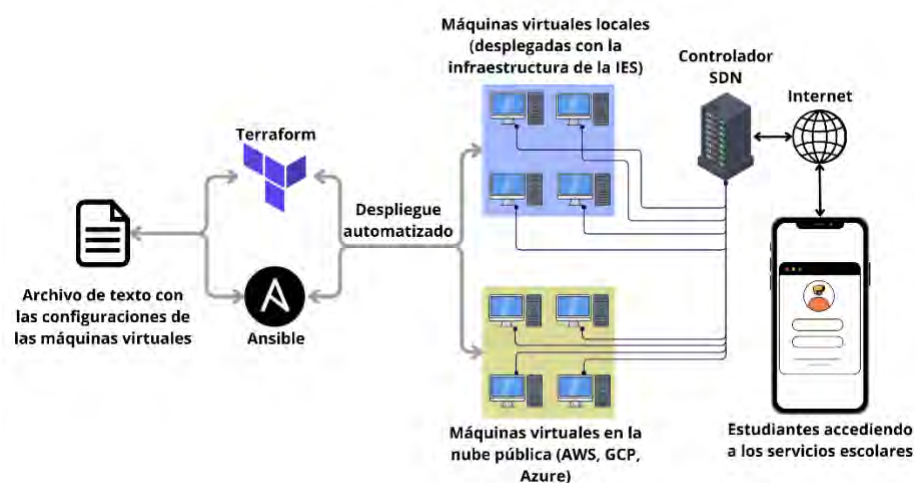 Máquinas virtuales locales
(desplegadas con la
infraestructura de la IES)
Controlador
SDN
Internet
Terraform
Despliegue
automatizado
Archivo de texto con
las configuraciones de
las máquinas virtuales
Ansible
Máquinas virtuales en la
nube pública (AWS, GCP,
Azure)
Estudiantes accediendo
a los servicios escolares